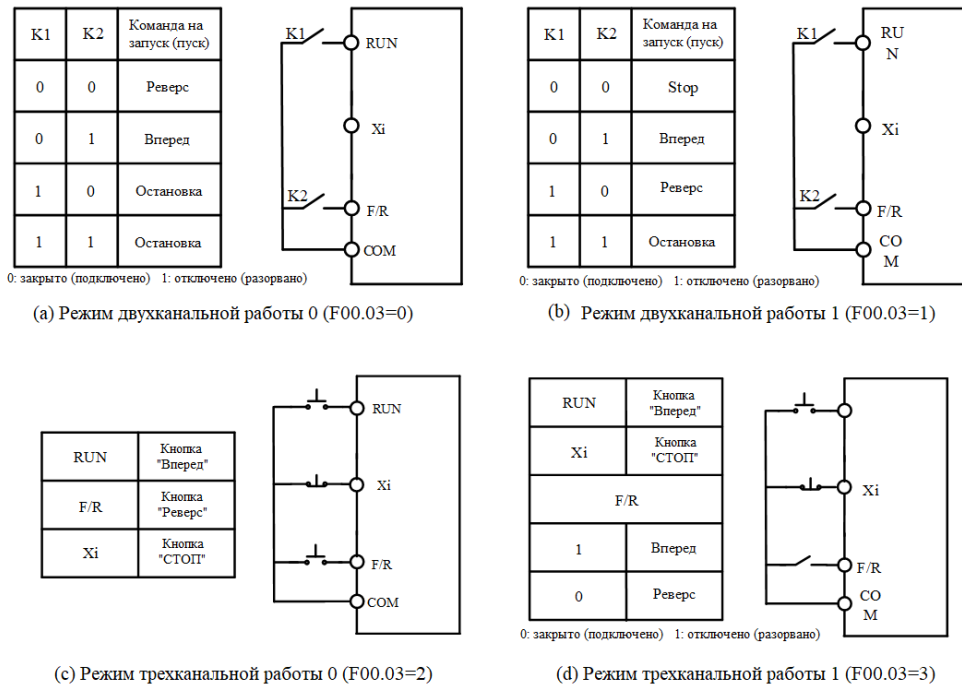 K1 K2 Команда на
запуск (пуск)
0 0 Реверс
0 1 Вперед
1 0 Остановка
1 1 Остановка
0: закрыто (подключено) 1: отключено (разорвано)
K1
RUN
Xi
K2
F/R
COM
(a) Режим двухканальной работы 0 (F00.03=0)
K1 K2 Команда на
запуск (пуск)
0 0 Stop
0 1 Вперед
1 0 Реверс
1 1 Остановка
0: закрыто (подключено) 1: отключено (разорвано)
K1
RU
N
Xi
K2
F/R
CO
M
(b) Режим двухканальной работы 1 (F00.03=1)
RUN Кнопка
"Вперед"
F/R Кнопка
"Реверс"
Xi Кнопка
"СТОП"
RUN
Xi
F/R
COM
(c) Режим трехканальной работы 0 (F00.03=2)
RUN Кнопка
"Вперед"
Xi Кнопка
"СТОП"
F/R
1 Вперед
0 Реверс
0: закрыто (подключено) 1: отключено (разорвано)
Xi
F/R
CO
M
(d) Режим трехканальной работы 1 (F00.03=3)